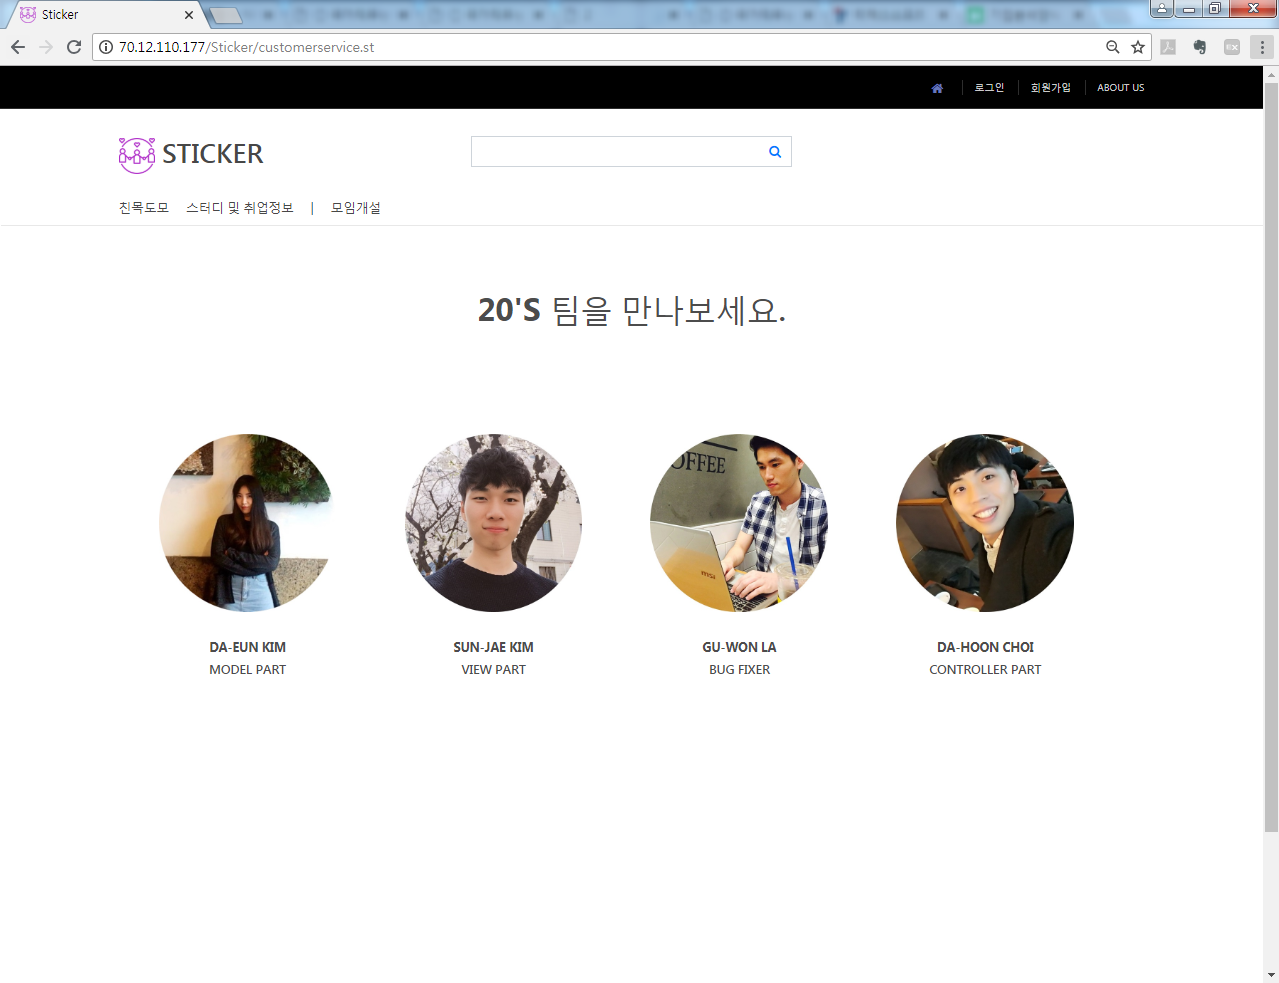 Sticker
70.12.110.177/Sticker/customerservice.st
로그인 회원가입 ABOUT US
STICKER
친목도모 스터디 및 취업정보 | 모임개설
20'S 팀을 만나보세요.
OFFEE
msi
DA-EUN KIM SUN-JAE KIM GU-WON LA DA-HOON CHOI
MODEL PART VIEW PART BUG FIXER CONTROLLER PART